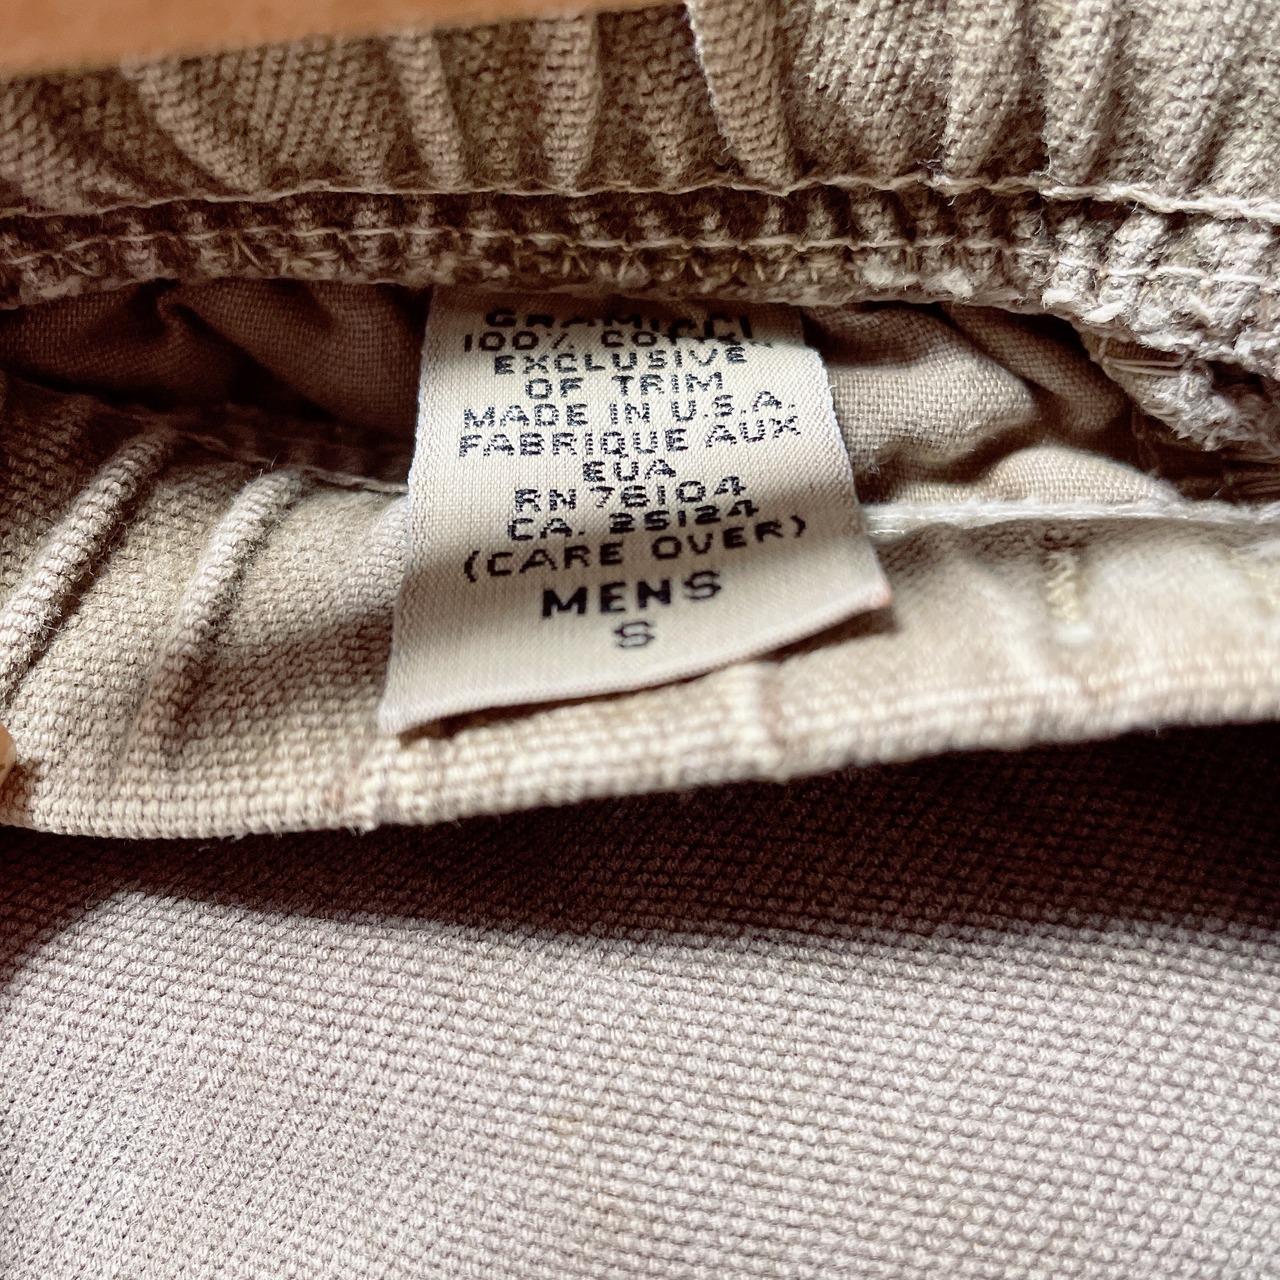 GRAMICCI
100% COTTON
EXCLUSIVE
OF TRIM
MADE IN U.S.A.
FABRIQUE AUX
EUA
RN 76104
CA. 25124
(CARE OVER)
MENS
S